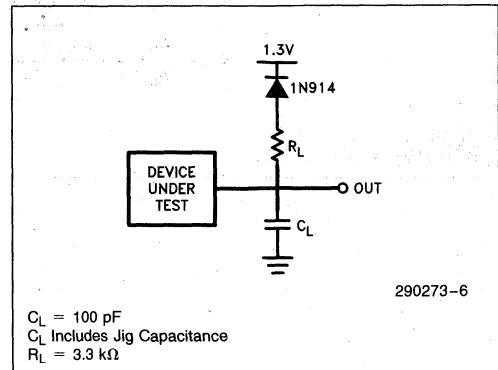 1.3V
1N914
RL
DEVICE
UNDER
TEST
OUT
CL
290273-6
CL = 100 pF
CL Includes Jig Capacitance
RL = 3.3 kΩ